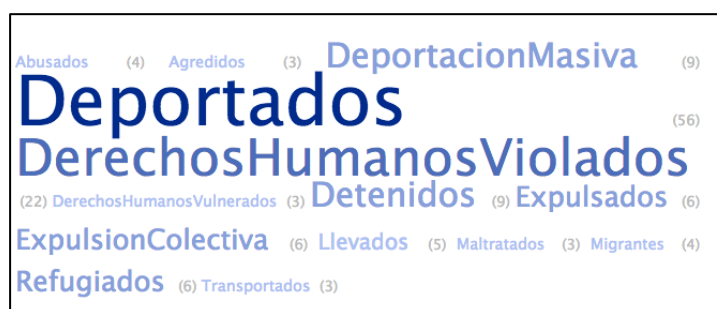 Abusados (4) Agredidos (3) DeportacionMasiva (9)
Deportados (56)
DerechosHumanosViolados
(22) DerechosHumanosVulnerados (3) Detenidos (9) Expulsados (6)
ExpulsionColectiva (6) Llevados (5) Maltratados (3) Migrantes (4)
Refugiados (6) Transportados (3)